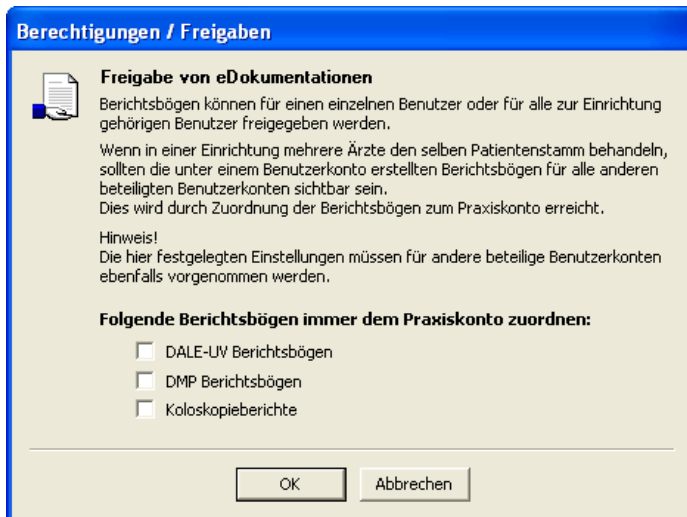 Berechtigungen / Freigaben
Freigabe von eDokumentationen
Berichtsbögen können für einen einzelnen Benutzer oder für alle zur Einrichtung
gehörigen Benutzer freigegeben werden.
Wenn in einer Einrichtung mehrere Ärzte den selben Patientenstamm behandeln,
sollten die unter einem Benutzerkonto erstellten Berichtsbögen für alle anderen
beteiligten Benutzerkonten sichtbar sein.
Dies wird durch Zuordnung der Berichtsbögen zum Praxiskonto erreicht.
Hinweis!
Die hier festgelegten Einstellungen müssen für andere beteilige Benutzerkonten
ebenfalls vorgenommen werden.
Folgende Berichtsbögen immer dem Praxiskonto zuordnen:
DALE-UV Berichtsbögen
DMP Berichtsbögen
Koloskopieberichte
OK Abbrechen